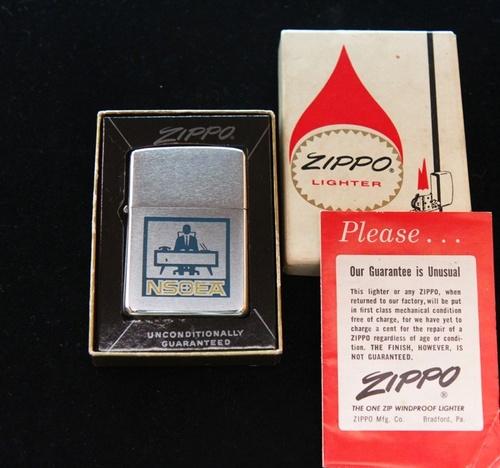 ZIPPO
NSOEA
UNCONDITIONALLY
GUARANTEED
ZIPPO®
LIGHTER
Please...
Our Guarantee is Unusual
This lighter or any ZIPPO, when
returned to our factory, will be put
in first class mechanical condition
free of charge, for we have yet to
charge a cent for the repair of a
ZIPPO regardless of age or condi-
tion. THE FINISH, HOWEVER, IS
NOT GUARANTEED.
ZIPPO®
THE ONE ZIP WINDPROOF LIGHTER
ZIPPO Mfg. Co. Bradford, Pa.